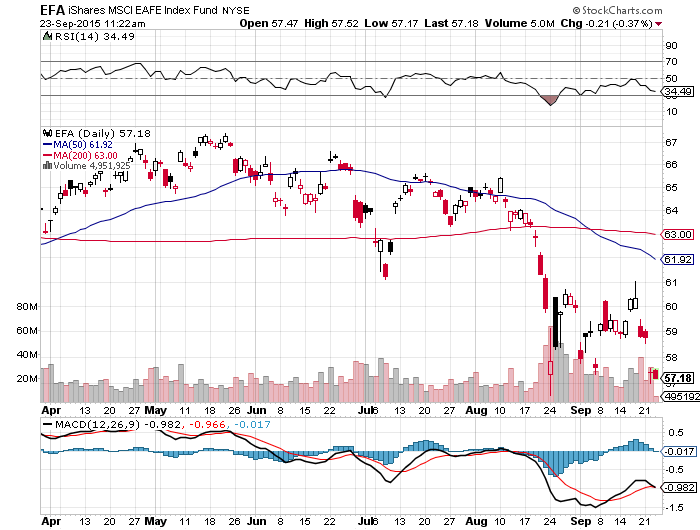 EFA iShares MSCI EAFE Index Fund NYSE © StockCharts.com
23-Sep-2015 11:22am Open 57.47 High 57.52 Low 57.17 Last 57.18 Volume 5.0M Chg -0.21 (-0.37%)
RSI(14) 34.49
90
70
50
34.49
10
EFA (Daily) 57.18
MA(50) 61.92
MA(200) 63.00
Volume 4,951,925
67
66
65
64
63.00
61.92
61
60
80M 60M 40M 20M
59
58
57.18
495192
Apr 13 20 27 May 11 18 26 Jun 8 15 22 Jul 6 13 20 27 Aug 10 17 24 Sep 8 14 21
MACD(12,26,9) -0.982, -0.966, -0.017
0.5
-0.017
-0.982
-1.5
Apr 13 20 27 May 11 18 26 Jun 8 15 22 Jul 6 13 20 27 Aug 10 17 24 Sep 8 14 21